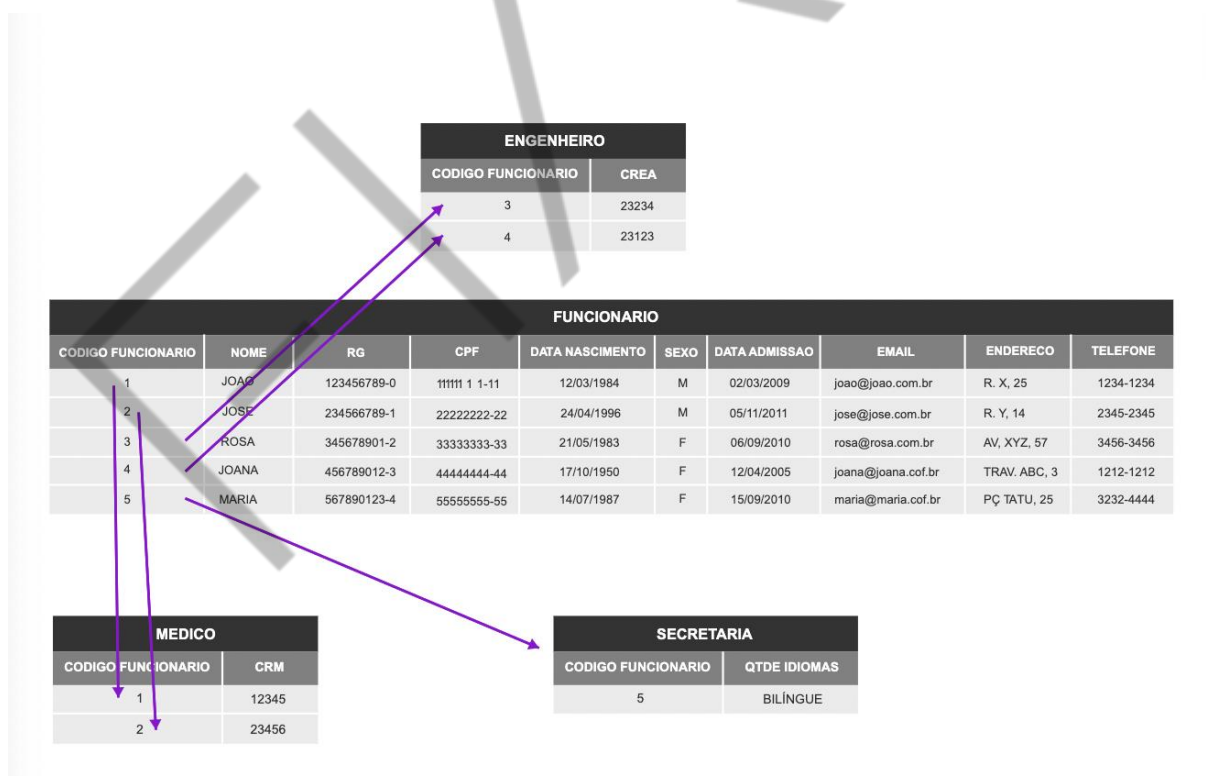 ENGENHEIRO
CODIGO FUNCIONARIO CREA
3 23234
4 23123
FUNCIONARIO
CODIGO FUNCIONARIO NOME RG CPF DATA NASCIMENTO SEXO DATA ADMISSAO EMAIL ENDERECO TELEFONE
1 JOAO 123456789-0 111111 1 1-11 12/03/1984 M 02/03/2009 joao@joao.com.br R. X, 25 1234-1234
2 JOSE 234566789-1 22222222-22 24/04/1996 M 05/11/2011 jose@jose.com.br R. Y, 14 2345-2345
3 ROSA 345678901-2 33333333-33 21/05/1983 F 06/09/2010 rosa@rosa.com.br AV, XYZ, 57 3456-3456
4 JOANA 456789012-3 44444444-44 17/10/1950 F 12/04/2005 joana@joana.cof.br TRAV. ABC, 3 1212-1212
5 MARIA 567890123-4 55555555-55 14/07/1987 F 15/09/2010 maria@maria.cof.br PÇ TATU, 25 3232-4444
MEDICO
CODIGO FUNCIONARIO CRM
1 12345
2 23456
SECRETARIA
CODIGO FUNCIONARIO QTDE IDIOMAS
5 BILÍNGUE